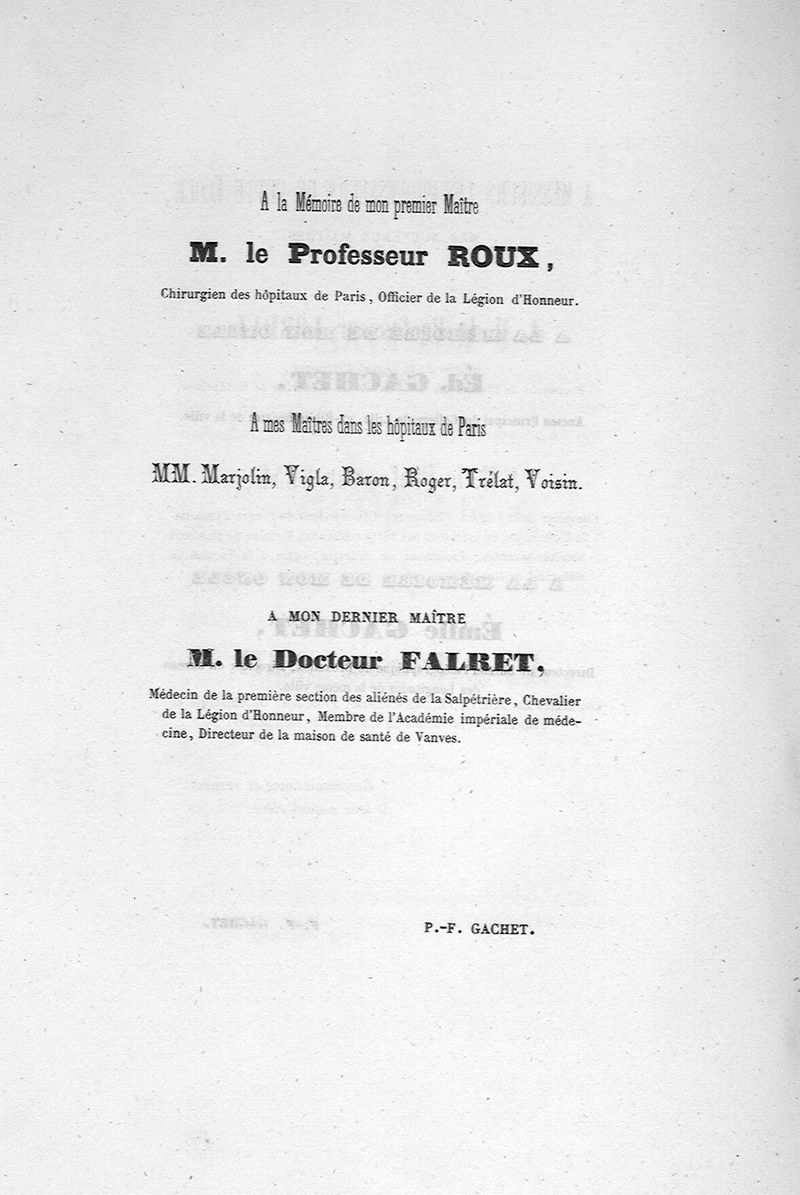 A la Mémoire de mon premier Maître
M. le Professeur ROUX,
Chirurgien des hôpitaux de Paris, Officier de la Légion d'Honneur.
A mes Maîtres dans les hôpitaux de Paris
MM. Marjolin, Vigla, Baron, Roger, Trélat, Voisin.
A MON DERNIER MAÎTRE
M. le Docteur FALRET,
Médecin de la première section des aliénés de la Salpétrière, Chevalier
de la Légion d'Honneur, Membre de l'Académie impériale de méde-
cine, Directeur de la maison de santé de Vanves.
P.-F. GACHET.